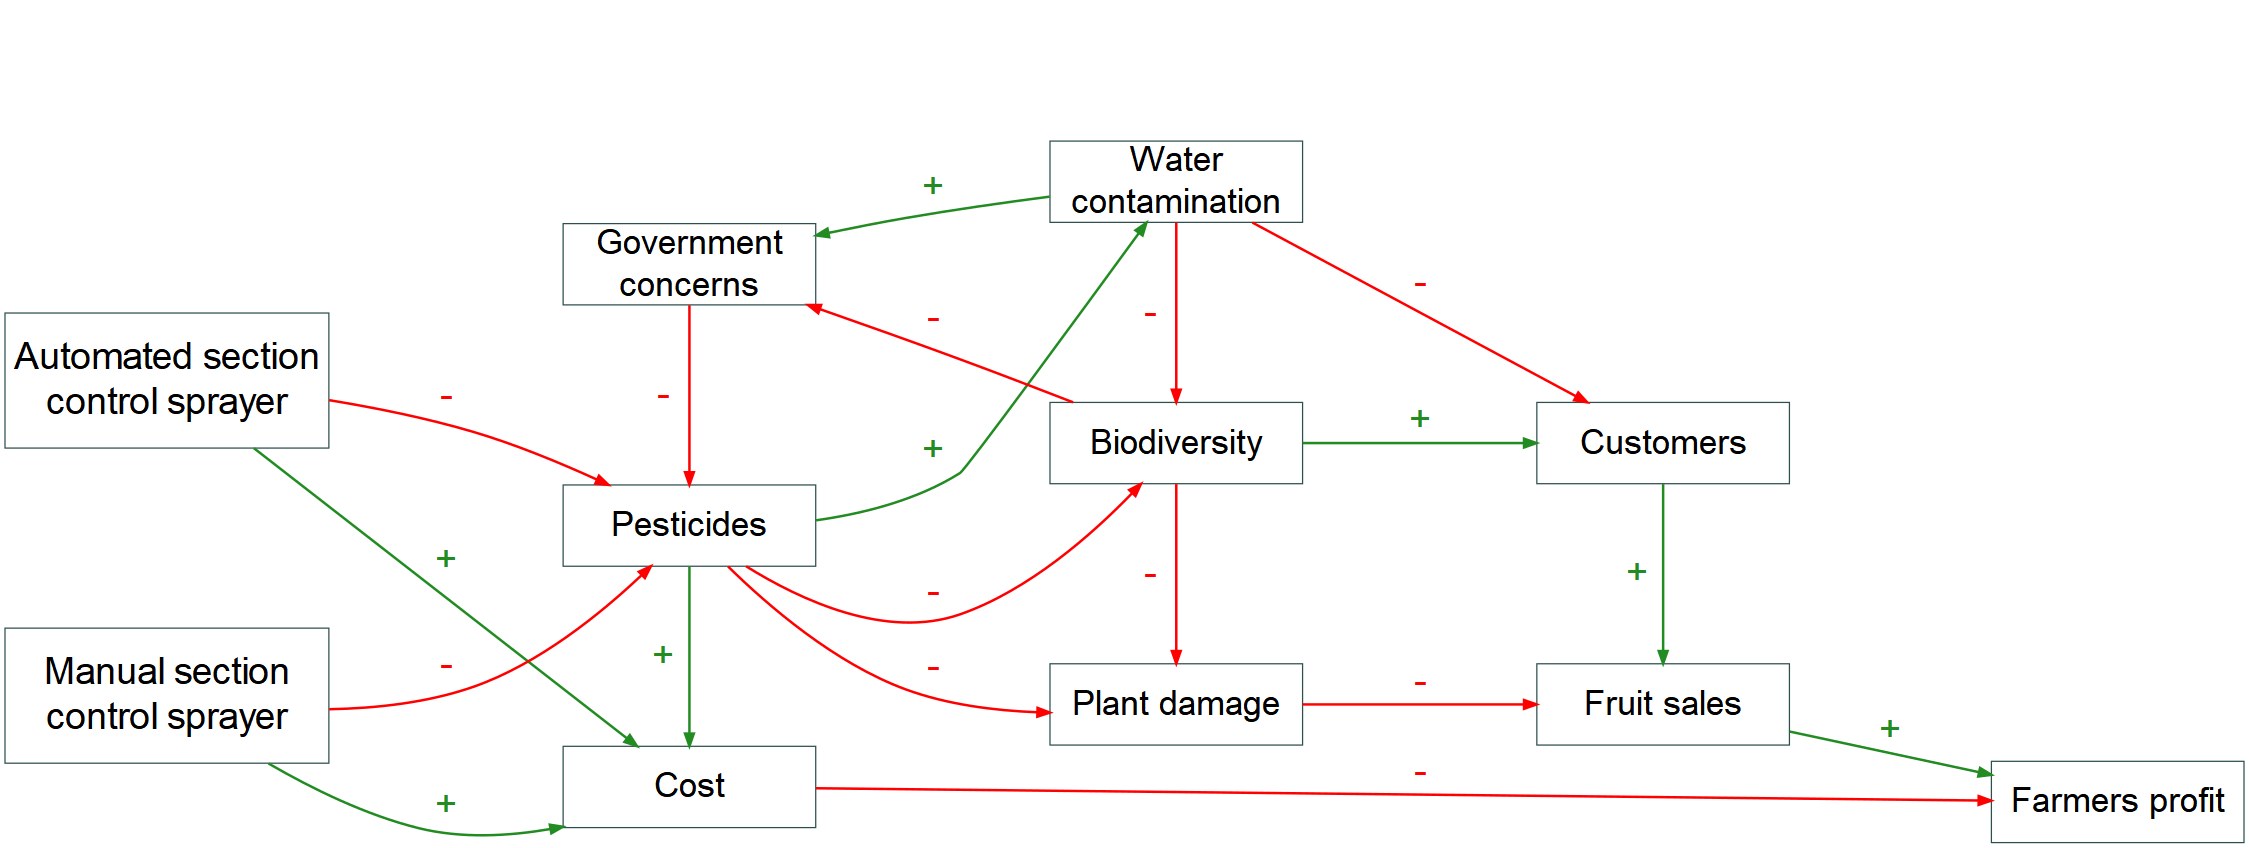 Water
contamination
+
Government
concerns
-
-
-
Automated section
control sprayer
-
-
+
+
Biodiversity
Customers
Pesticides
+
+
-
-
+
Manual section
control sprayer
-
+
-
Plant damage
-
Fruit sales
+
Cost
-
+
Farmers profit